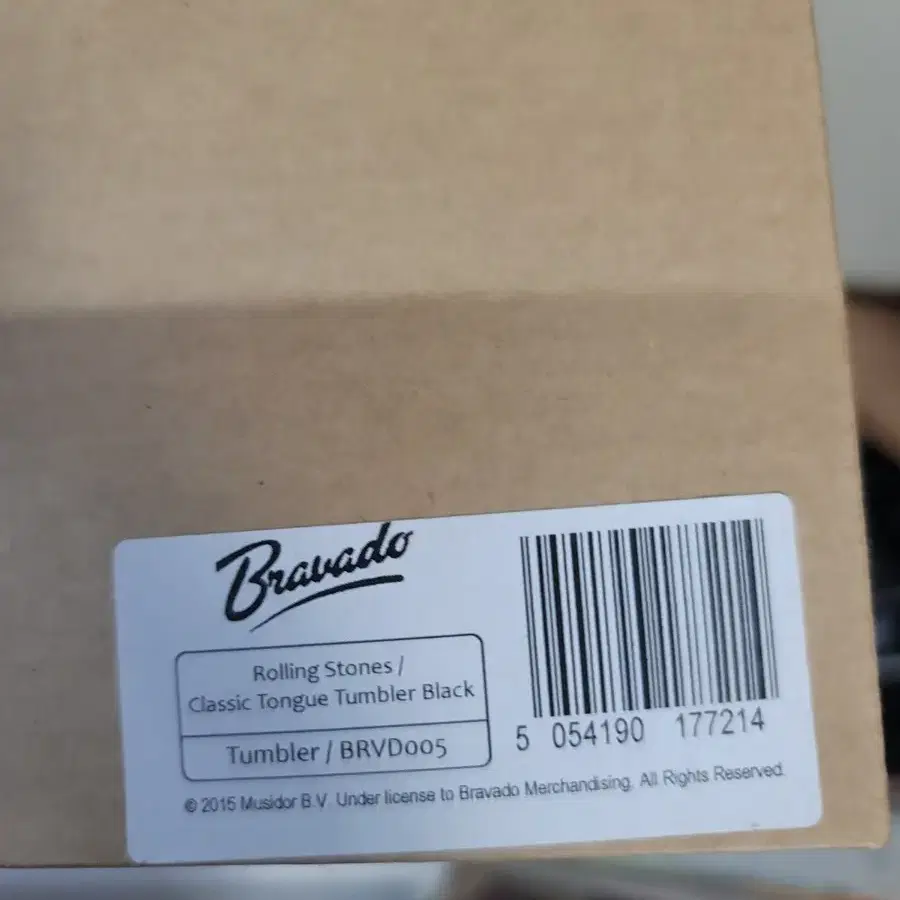 Bravado
Rolling Stones /
Classic Tongue Tumbler Black
Tumbler / BRVD005
5 054190 177214
© 2015 Musidor B.V. Under license to Bravado Merchandising. All Rights Reserved.